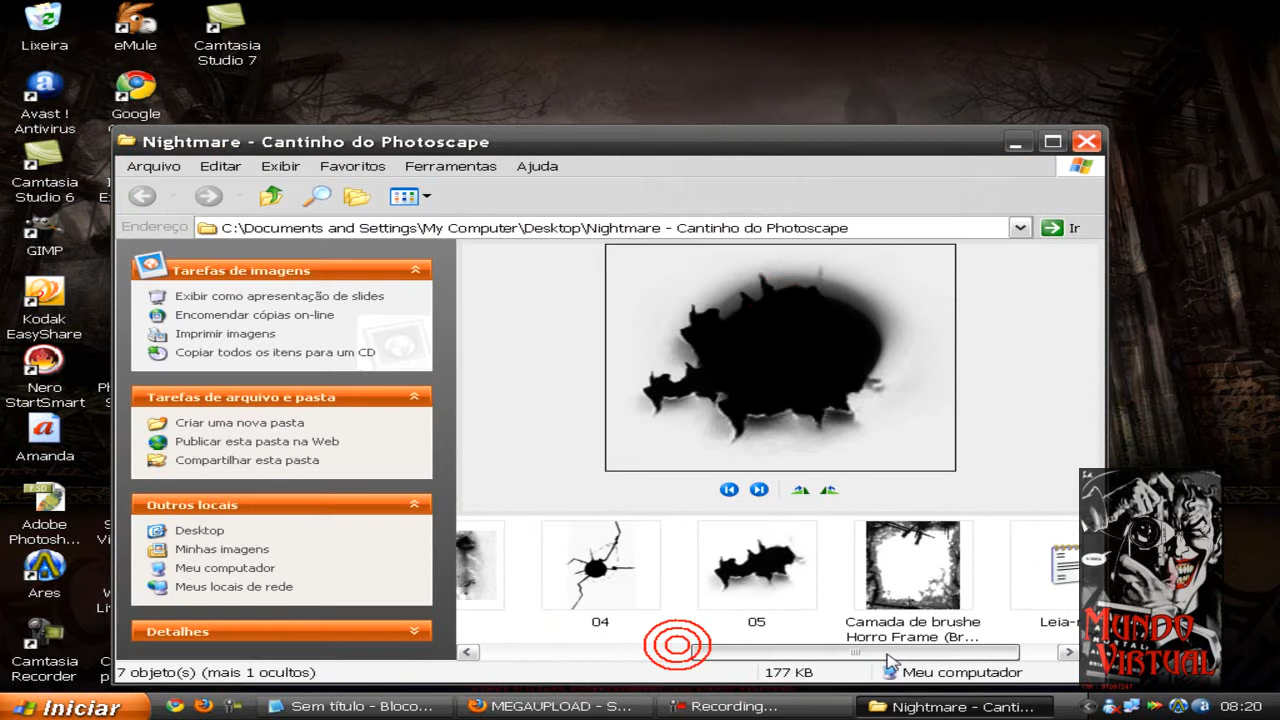 Lixeira
eMule
Camtasia
Studio 7
Avast !
Antivirus
Google
Camtasia
Studio 6
GIMP
Kodak
EasyShare
Nero
StartSmart
Amanda
Adobe
Photosh...
Ares
Camtasia
Recorder
Nightmare - Cantinho do Photoscape
Arquivo Editar Exibir Favoritos Ferramentas Ajuda
Endereço C:\Documents and Settings\My Computer\Desktop\Nightmare - Cantinho do Photoscape Ir
Tarefas de imagens
Exibir como apresentação de slides
Encomendar cópias on-line
Imprimir imagens
Copiar todos os itens para um CD
Tarefas de arquivo e pasta
Criar uma nova pasta
Publicar esta pasta na Web
Compartilhar esta pasta
Outros locais
Desktop
Minhas imagens
Meu computador
Meus locais de rede
Detalhes
04
05
Camada de brushe
Horro Frame (Br...
Leia-
7 objeto(s) (mais 1 ocultos) 177 KB Meu computador
MUNDO
VIRTUAL
Iniciar
Sem título - Bloco...
MEGAUPLOAD - S...
Recording...
Nightmare - Canti...
08:20